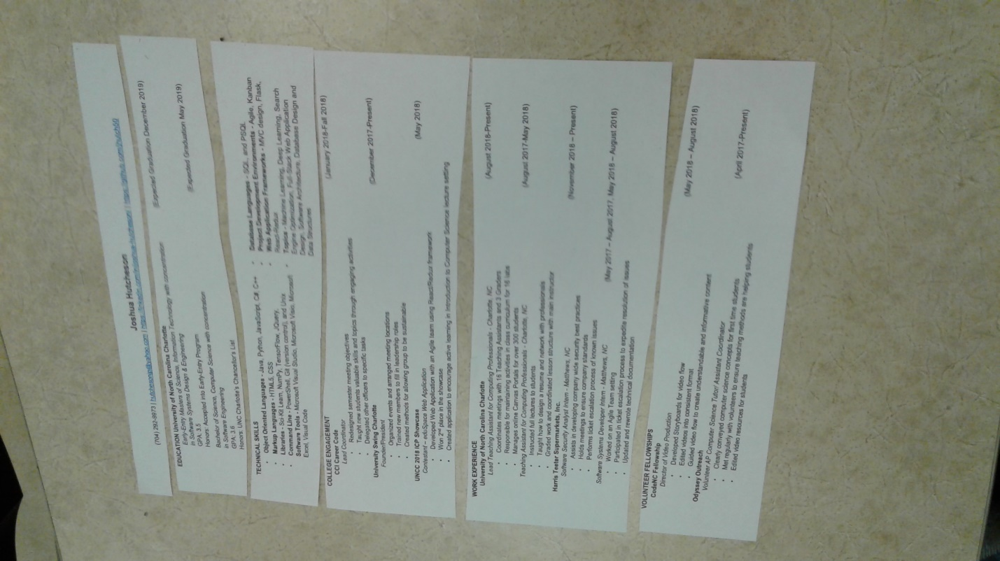 Joshua Hutcheson
(704) 292-9973 | hutchesonjo@yahoo.com | https://linkedin.com/in/joshua-hutcheson | https://github.com/hutch50
EDUCATION University of North Carolina Charlotte
Early Entry Masters of Science, Information Technology with concentration (Expected Graduation December 2019)
in Software Systems Design & Engineering
GPA: 3.5
Honors: Accepted into Early-Entry Program
Bachelor of Science, Computer Science with concentration (Expected Graduation May 2019)
in Software Engineering
GPA: 3.6
Honors: UNC Charlotte's Chancellor's List
TECHNICAL SKILLS
• Object Oriented Languages - Java, Python, JavaScript, C#, C++
• Markup Languages - HTML5, CSS
• Libraries - Sci-Kit Learn, NumPy, TensorFlow, JQuery,
• Command Line - PowerShell, Git (version control), and Unix
Software Tools - Microsoft Visual Studio, Microsoft Visio, Microsoft
Excel, Visual Code
• Database Languages - SQL, and PSQL
• Project Development Environments - Agile, Kanban
• Web Application Frameworks - MVC design, Flask,
React-Redux
• Topics - Machine Learning, Deep Learning, Search
Engine Optimization, Full-Stack Web Application
Design, Software Architecture, Database Design and
Data Structures
COLLEGE ENGAGEMENT
CCI Career Code (January 2018-Fall 2018)
Lead Coordinator
• Redesigned semester meeting objectives
• Taught new students valuable skills and topics through engaging activities
• Delegated other officers to specific tasks
University Swing Charlotte (December 2017-Present)
Founder/President
• Organized events and arranged meeting locations
• Trained new members to fill in leadership roles
• Created methods for allowing group to be sustainable
UNCC 2018 ICP Showcase (May 2018)
Contestant – eduSpace Web Application
• Developed Web Application with an Agile team using React/Redux framework
• Won 2nd place in the showcase
• Created application to encourage active learning in Introduction to Computer Science lecture setting
WORK EXPERIENCE
University of North Carolina Charlotte
Lead Teaching Assistant for Computing Professionals - Charlotte, NC (August 2018-Present)
• Coordinates meetings with 16 Teaching Assistants and 3 Graders
• Responsible for maintaining activities in class curriculum for 16 labs
• Manages online Canvas Portals for over 300 students
Teaching Assistant for Computing Professionals - Charlotte, NC (August 2017-May 2018)
• Instructed full lectures to students
• Taught how to design a resume and network with professionals
• Graded work and coordinated lesson structure with main instructor
Harris Teeter Supermarkets, Inc.
Software Security Analyst Intern - Matthews, NC (November 2018 – Present)
• Assists in developing company wide security best practices
• Holds meetings to ensure company standards
• Performs ticket escalation process of known issues
Software Systems Developer Intern - Matthews, NC (May 2017 – August 2017, May 2018 – August 2018)
• Worked on an Agile Team setting
• Participated in ticket escalation process to expedite resolution of issues
• Updated and rewrote technical documentation
VOLUNTEER FELLOWSHIPS
CodeNC Fellowship
Director of Video Production (May 2018 – August 2018)
• Developed Storyboards for video flow
• Edited videos into consistent format
• Guided video flow to create understandable and informative content
Odyssey Outreach
Volunteer AP Computer Science Tutor/ Assistant Coordinator (April 2017-Present)
• Clearly conveyed computer science concepts for first time students
• Met regularly with volunteers to ensure teaching methods are helping students
• Edited video resources for students